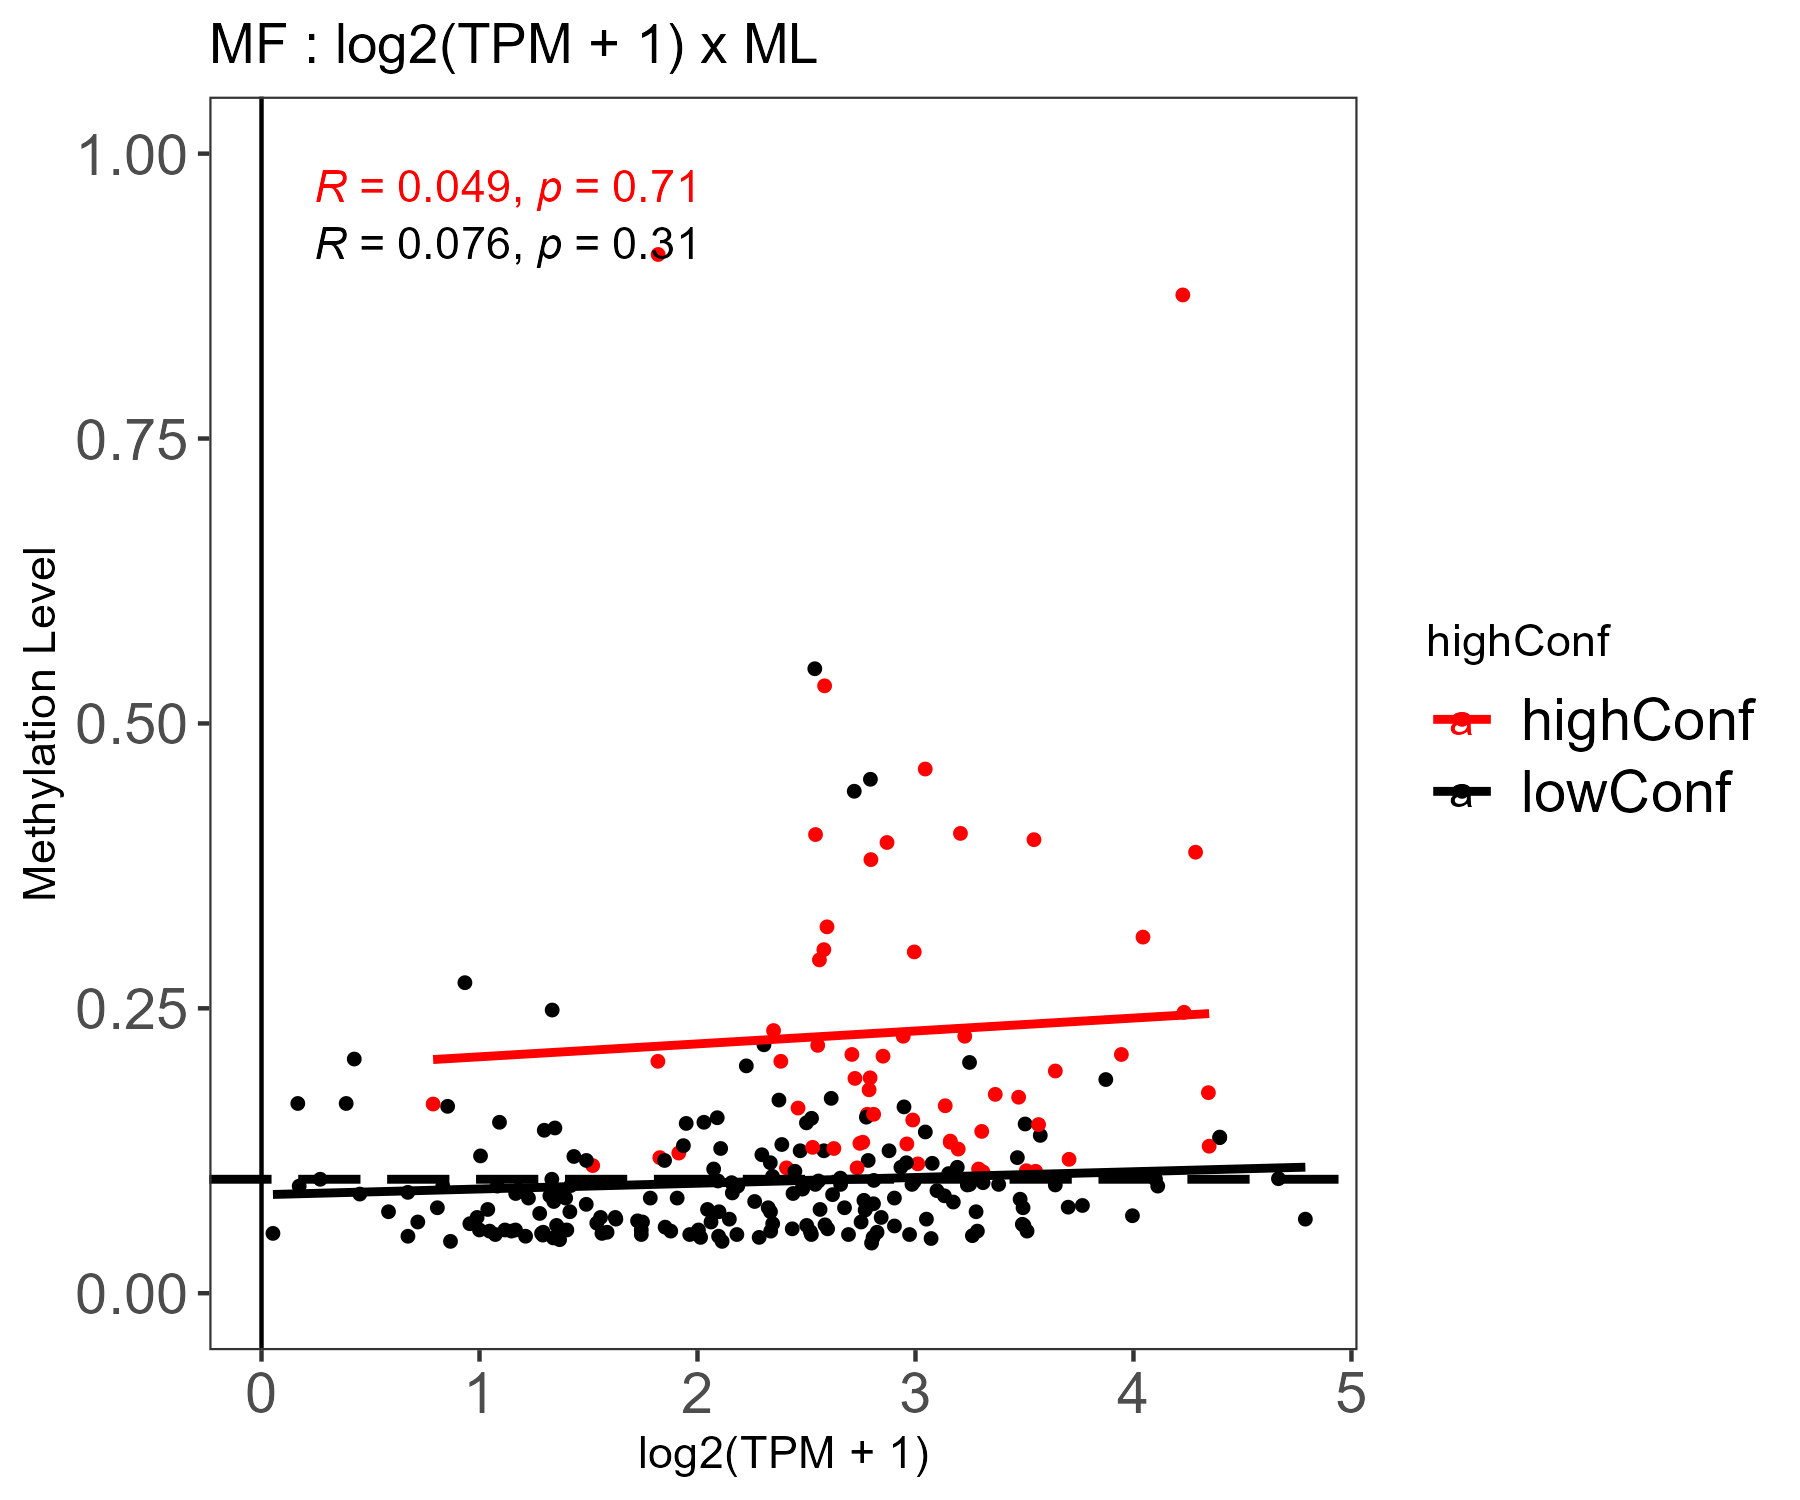 MF : log2(TPM + 1) x ML
R = 0.049, p = 0.71
R = 0.076, p = 0.31
1.00
0.75
0.50
0.25
0.00
Methylation Level
0 1 2 3 4 5
log2(TPM + 1)
highConf
a highConf
a lowConf